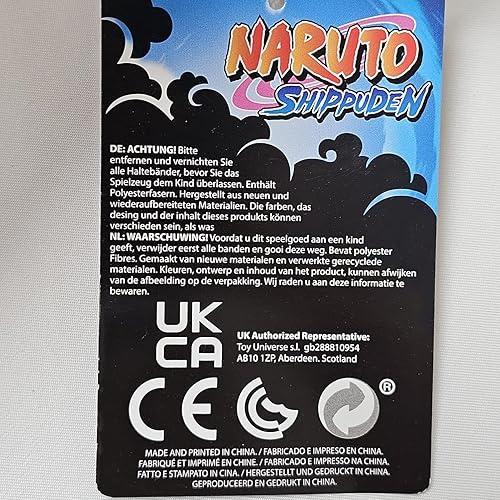 NARUTO
SHIPPUDEN
DE: ACHTUNG! Bitte
entfernen und vernichten Sie
alle Haltebänder, bevor Sie das
Spielzeug dem Kind überlassen. Enthält
Polyesterfasern. Hergestellt aus neuen und
wiederaufbereiteten Materialien. Die farben, das
desing und der inhalt dieses produkts können
verschieden sein, als was
NL: WAARSCHUWING! Voordat u dit speelgoed aan een kind
geeft, verwijder eerst alle banden en gooi deze weg. Bevat polyester
Fibres. Gemaakt van nieuwe materialen en verwerkte gerecyclede
materialen. Kleuren, ontwerp en inhoud van het product, kunnen afwijken
van de afbeelding op de verpakking. Wij raden u aan deze informatie te
bewaren.
UK
CA
UK Authorized Representative:
Toy Universe s.l. gb288810954
AB10 1ZP, Aberdeen. Scotland
CE
®
MADE AND PRINTED IN CHINA. / FABRICADO E IMPRESO EN CHINA.
FABRIQUÉ ET IMPRIMÉ EN CHINE. / FABRICADO E IMPRESSO NA CHINA.
FATTO E STAMPATO IN CINA. / HERGESTELLT UND GEDRUCKT IN CHINA.
GEPRODUCEERD EN GEDRUKT IN CHINA.